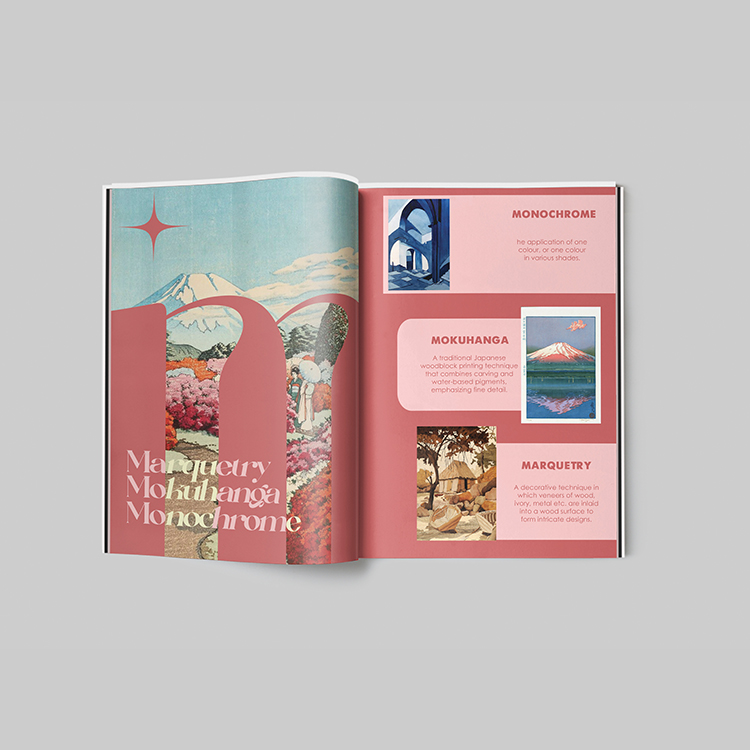 Marquetry
Mokuhanga
Monochrome
MONOCHROME
he application of one
colour, or one colour
in various shades.
MOKUHANGA
A traditional Japanese
woodblock printing technique
that combines carving and
water-based pigments,
emphasizing fine detail.
MARQUETRY
A decorative technique in
which veneers of wood,
ivory, metal etc. are inlaid
into a wood surface to
form intricate designs.